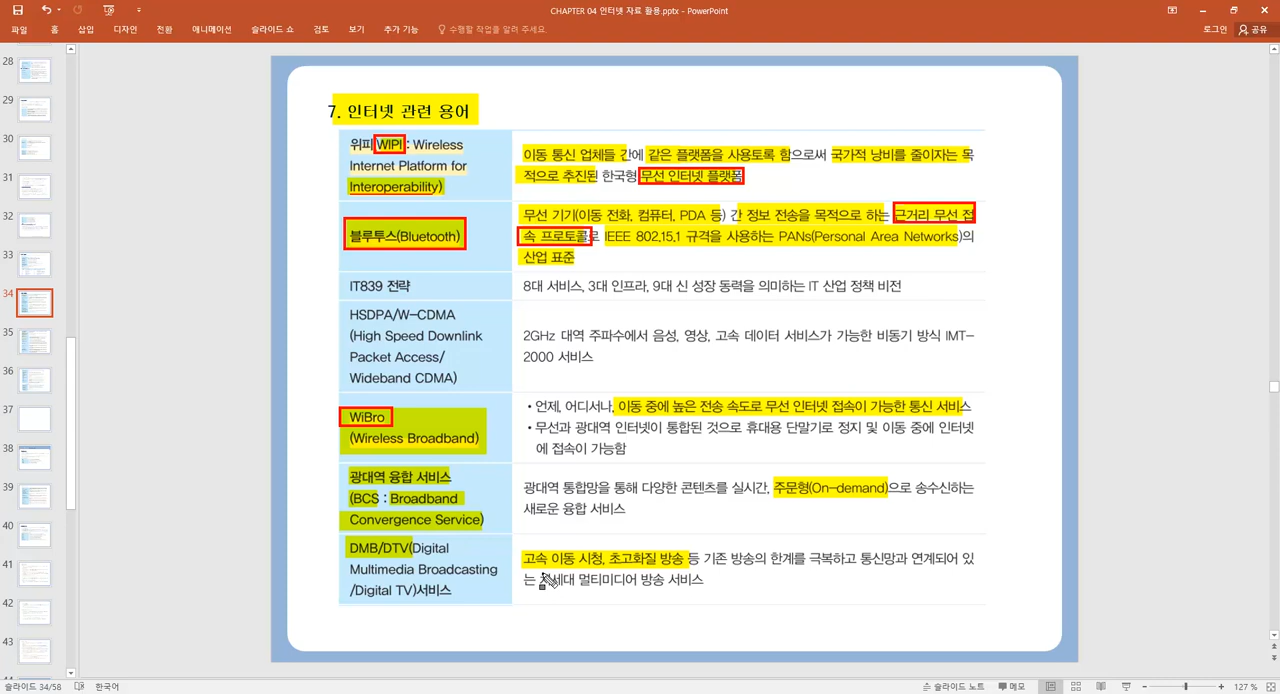 CHAPTER 04 인터넷 자료 활용.pptx - PowerPoint
파일 홈 삽입 디자인 전환 애니메이션 슬라이드 쇼 검토 보기 추가 기능 수행할 작업을 알려 주세요. 로그인 공유
28
29
30
31
32
33
34
35
36
37
38
39
40
41
42
43
7. 인터넷 관련 용어
위피WIPI : Wireless
Internet Platform for
Interoperability)
이동 통신 업체들 간에 같은 플랫폼을 사용토록 함으로써 국가적 낭비를 줄이자는 목
적으로 추진된 한국형 무선 인터넷 플랫폼
블루투스(Bluetooth)
무선 기기(이동 전화, 컴퓨터, PDA 등) 간 정보 전송을 목적으로 하는 근거리 무선 접
속 프로토콜로 IEEE 802.15.1 규격을 사용하는 PANs(Personal Area Networks)의
산업 표준
IT839 전략
8대 서비스, 3대 인프라, 9대 신 성장 동력을 의미하는 IT 산업 정책 비전
HSDPA/W-CDMA
(High Speed Downlink
Packet Access/
Wideband CDMA)
2GHz 대역 주파수에서 음성, 영상, 고속 데이터 서비스가 가능한 비동기 방식 IMT-
2000 서비스
WiBro
(Wireless Broadband)
• 언제, 어디서나, 이동 중에 높은 전송 속도로 무선 인터넷 접속이 가능한 통신 서비스
• 무선과 광대역 인터넷이 통합된 것으로 휴대용 단말기로 정지 및 이동 중에 인터넷
에 접속이 가능함
광대역 융합 서비스
(BCS : Broadband
Convergence Service)
광대역 통합망을 통해 다양한 콘텐츠를 실시간, 주문형(On-demand)으로 송수신하는
새로운 융합 서비스
DMB/DTV(Digital
Multimedia Broadcasting
/Digital TV)서비스
고속 이동 시청, 초고화질 방송 등 기존 방송의 한계를 극복하고 통신망과 연계되어 있
는 차세대 멀티미디어 방송 서비스
슬라이드 34/58 한국어 슬라이드 노트 메모 127 %